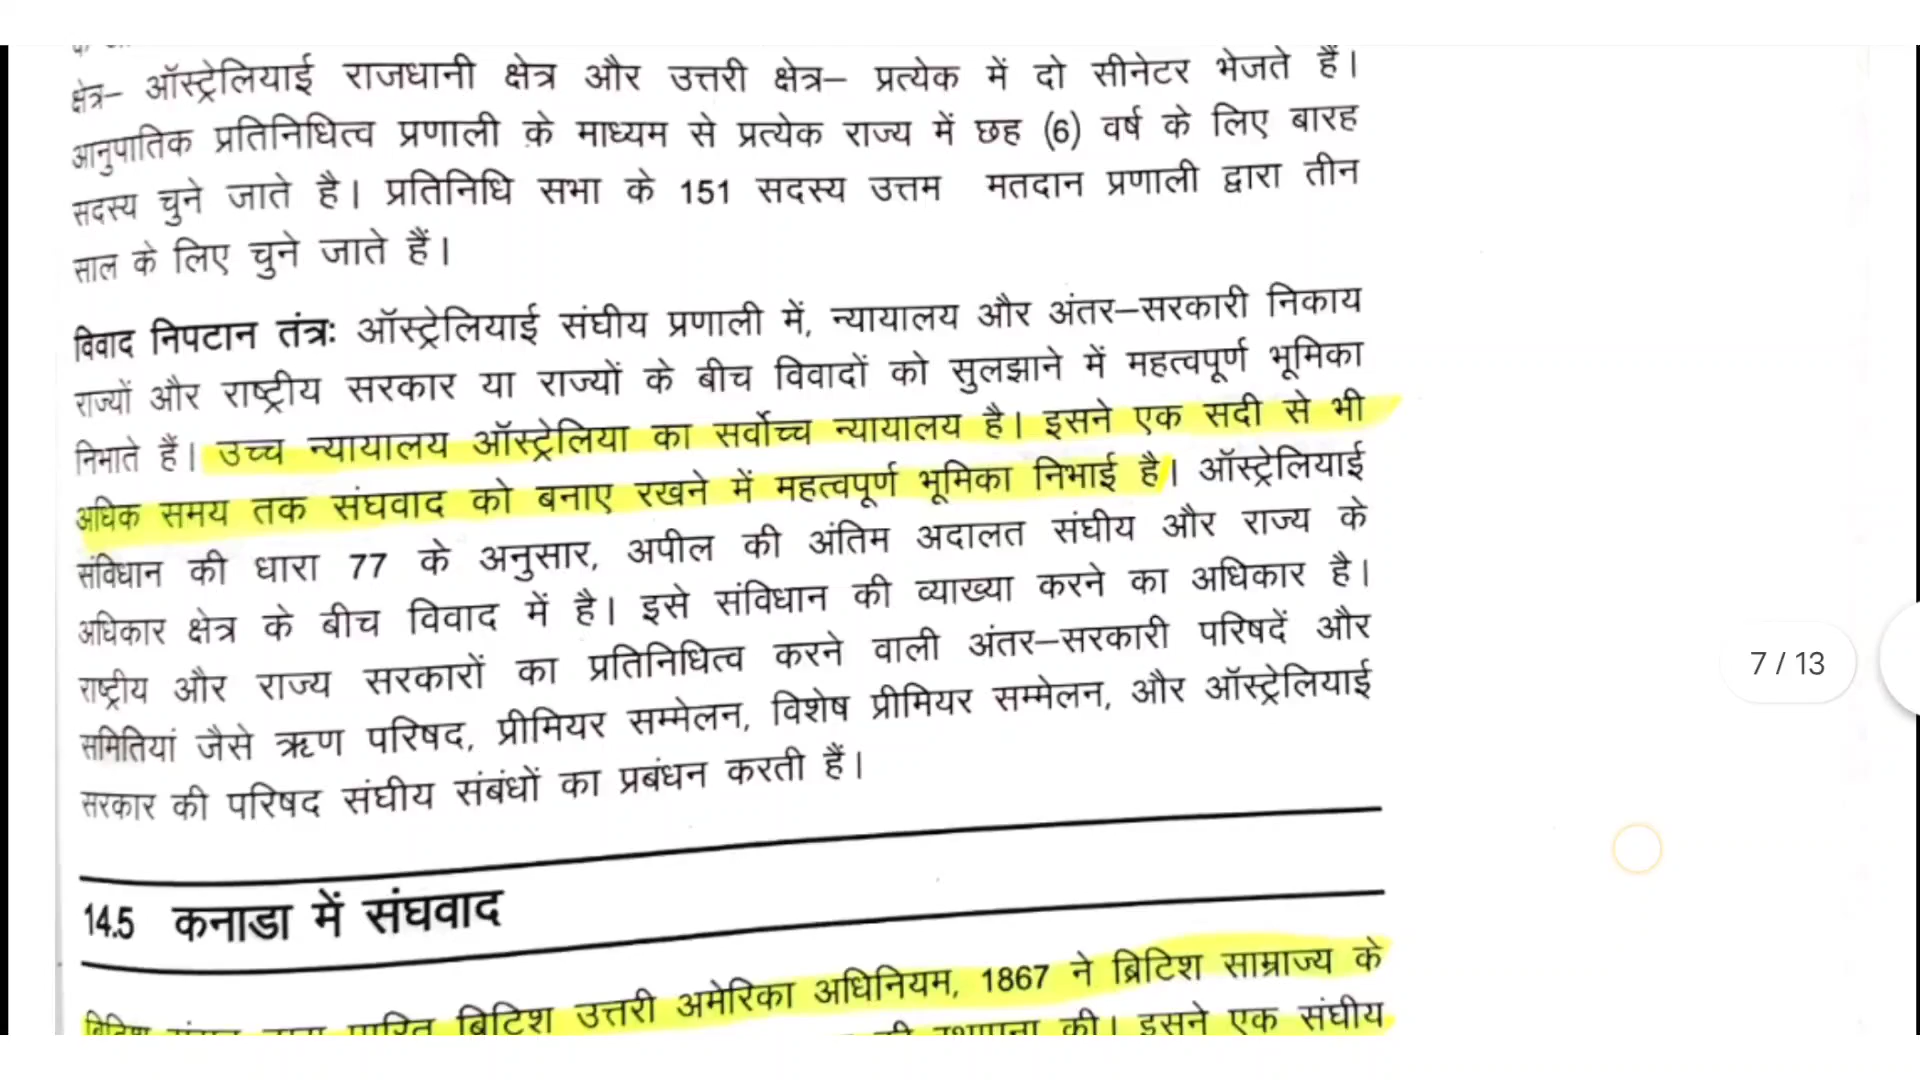 क्षेत्र– ऑस्ट्रेलियाई राजधानी क्षेत्र और उत्तरी क्षेत्र– प्रत्येक में दो सीनेटर भेजते हैं।
आनुपातिक प्रतिनिधित्व प्रणाली के माध्यम से प्रत्येक राज्य में छह (6) वर्ष के लिए बारह
सदस्य चुने जाते है। प्रतिनिधि सभा के 151 सदस्य उत्तम मतदान प्रणाली द्वारा तीन
साल के लिए चुने जाते हैं।
विवाद निपटान तंत्रः ऑस्ट्रेलियाई संघीय प्रणाली में, न्यायालय और अंतर–सरकारी निकाय
राज्यों और राष्ट्रीय सरकार या राज्यों के बीच विवादों को सुलझाने में महत्वपूर्ण भूमिका
निभाते हैं। उच्च न्यायालय ऑस्ट्रेलिया का सर्वोच्च न्यायालय है। इसने एक सदी से भी
अधिक समय तक संघवाद को बनाए रखने में महत्वपूर्ण भूमिका निभाई है। ऑस्ट्रेलियाई
संविधान की धारा 77 के अनुसार, अपील की अंतिम अदालत संघीय और राज्य के
अधिकार क्षेत्र के बीच विवाद में है। इसे संविधान की व्याख्या करने का अधिकार है।
राष्ट्रीय और राज्य सरकारों का प्रतिनिधित्व करने वाली अंतर–सरकारी परिषदें और
समितियां जैसे ऋण परिषद, प्रीमियर सम्मेलन, विशेष प्रीमियर सम्मेलन, और ऑस्ट्रेलियाई
सरकार की परिषद संघीय संबंधों का प्रबंधन करती हैं।
7 / 13
14.5 कनाडा में संघवाद
ब्रिटिश उत्तरी अमेरिका अधिनियम, 1867 ने ब्रिटिश साम्राज्य के
की। इसने एक संघीय